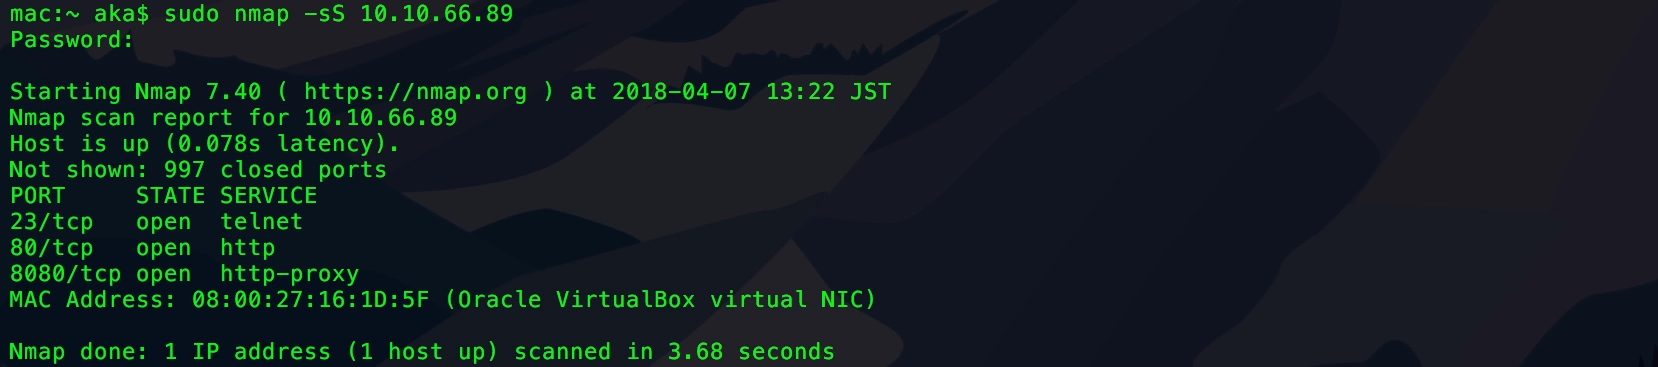 mac:~ aka$ sudo nmap -sS 10.10.66.89
Password:
Starting Nmap 7.40 ( https://nmap.org ) at 2018-04-07 13:22 JST
Nmap scan report for 10.10.66.89
Host is up (0.078s latency).
Not shown: 997 closed ports
PORT     STATE SERVICE
23/tcp   open  telnet
80/tcp   open  http
8080/tcp open  http-proxy
MAC Address: 08:00:27:16:1D:5F (Oracle VirtualBox virtual NIC)
Nmap done: 1 IP address (1 host up) scanned in 3.68 seconds